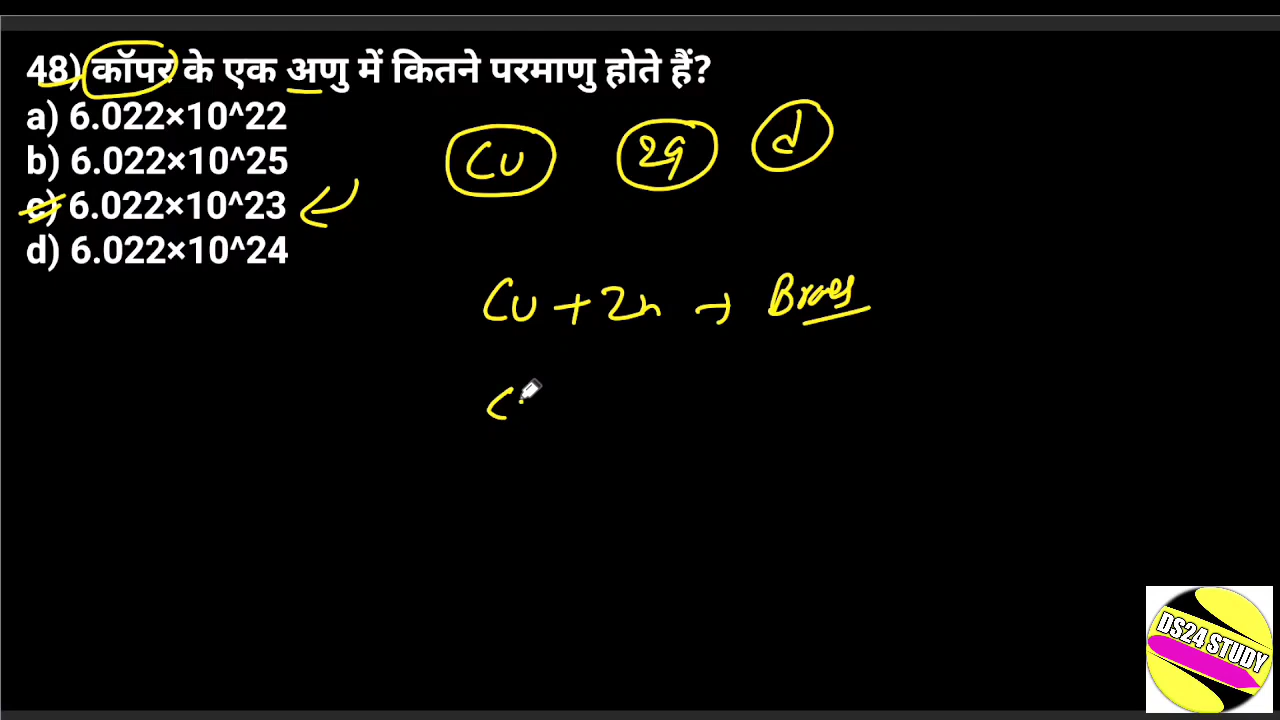 48) कॉपर के एक अणु में कितने परमाणु होते हैं?
a) 6.022×10^22
b) 6.022×10^25
c) 6.022×10^23
d) 6.022×10^24
Cu 29 d
Cu + Zn → Brass
C
DS24 STUDY